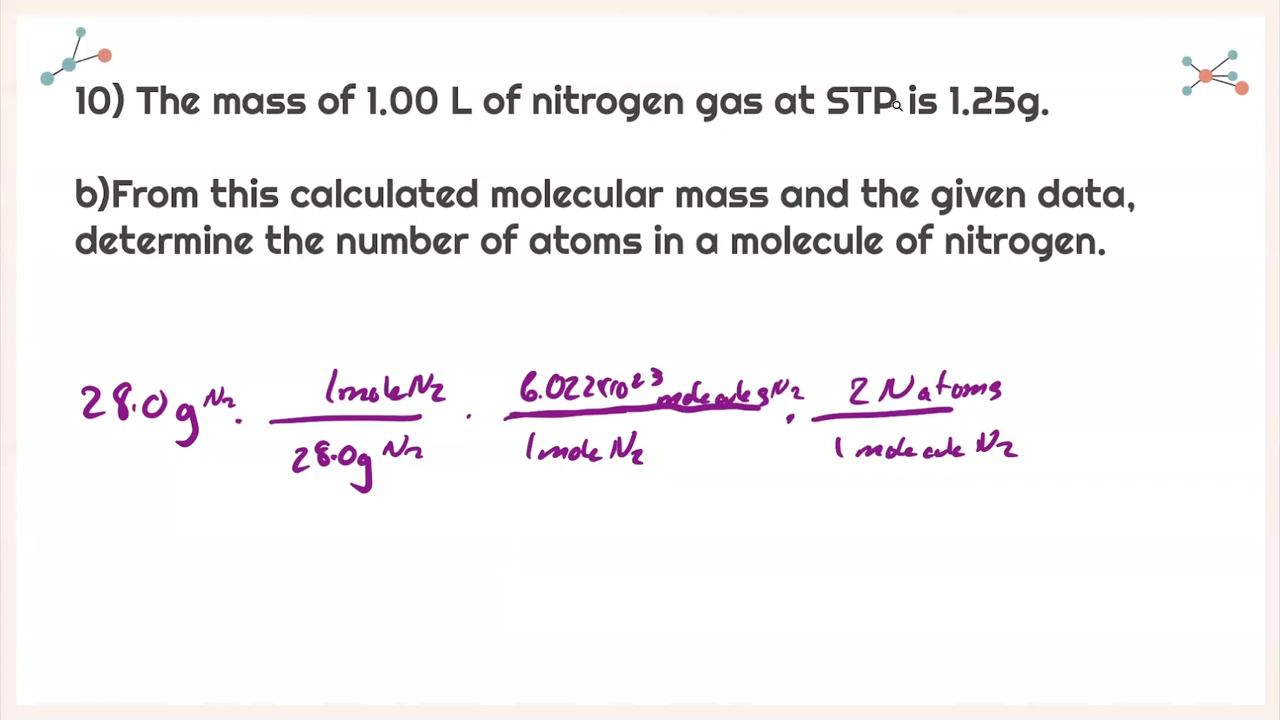 10) The mass of 1.00 L of nitrogen gas at STP is 1.25g.
b)From this calculated molecular mass and the given data,
determine the number of atoms in a molecule of nitrogen.
28.0g N₂ · 1mole N₂ · 6.022x10²³ molecules N₂ · 2 N atoms
28.0g N₂ 1mole N₂ 1 molecule N₂